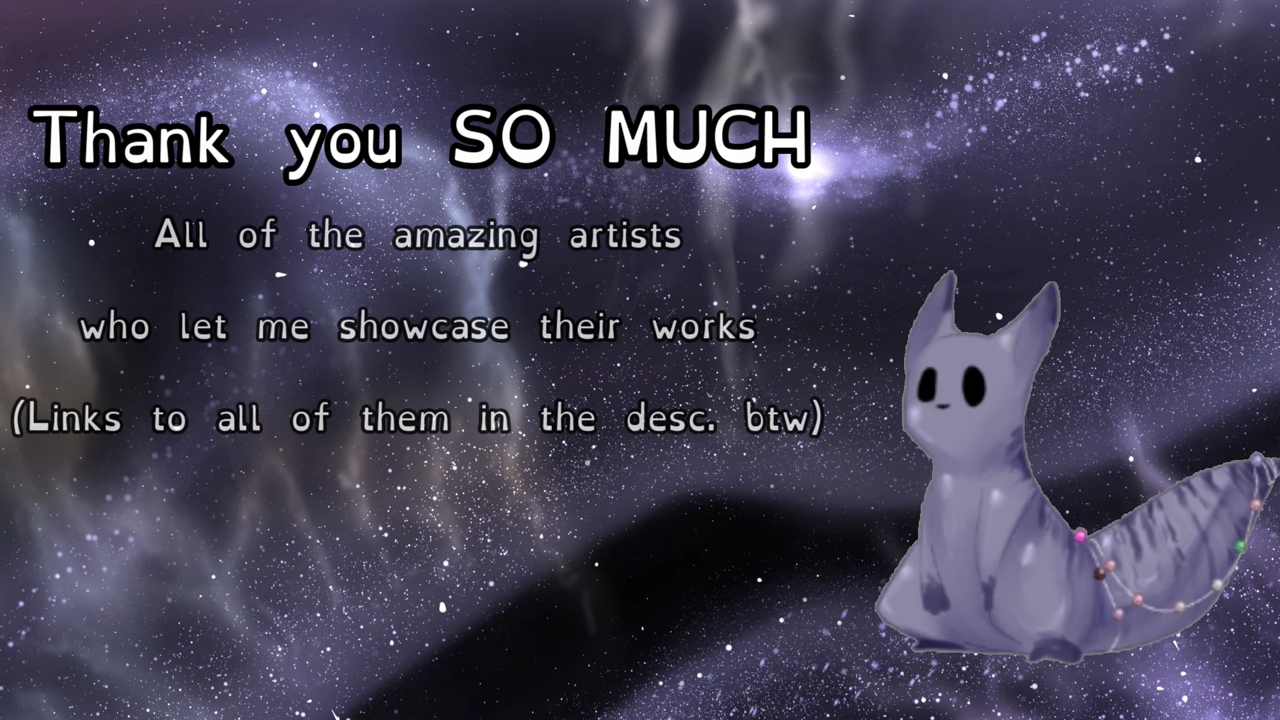 Thank you SO MUCH
All of the amazing artists
who let me showcase their works
(Links to all of them in the desc. btw)